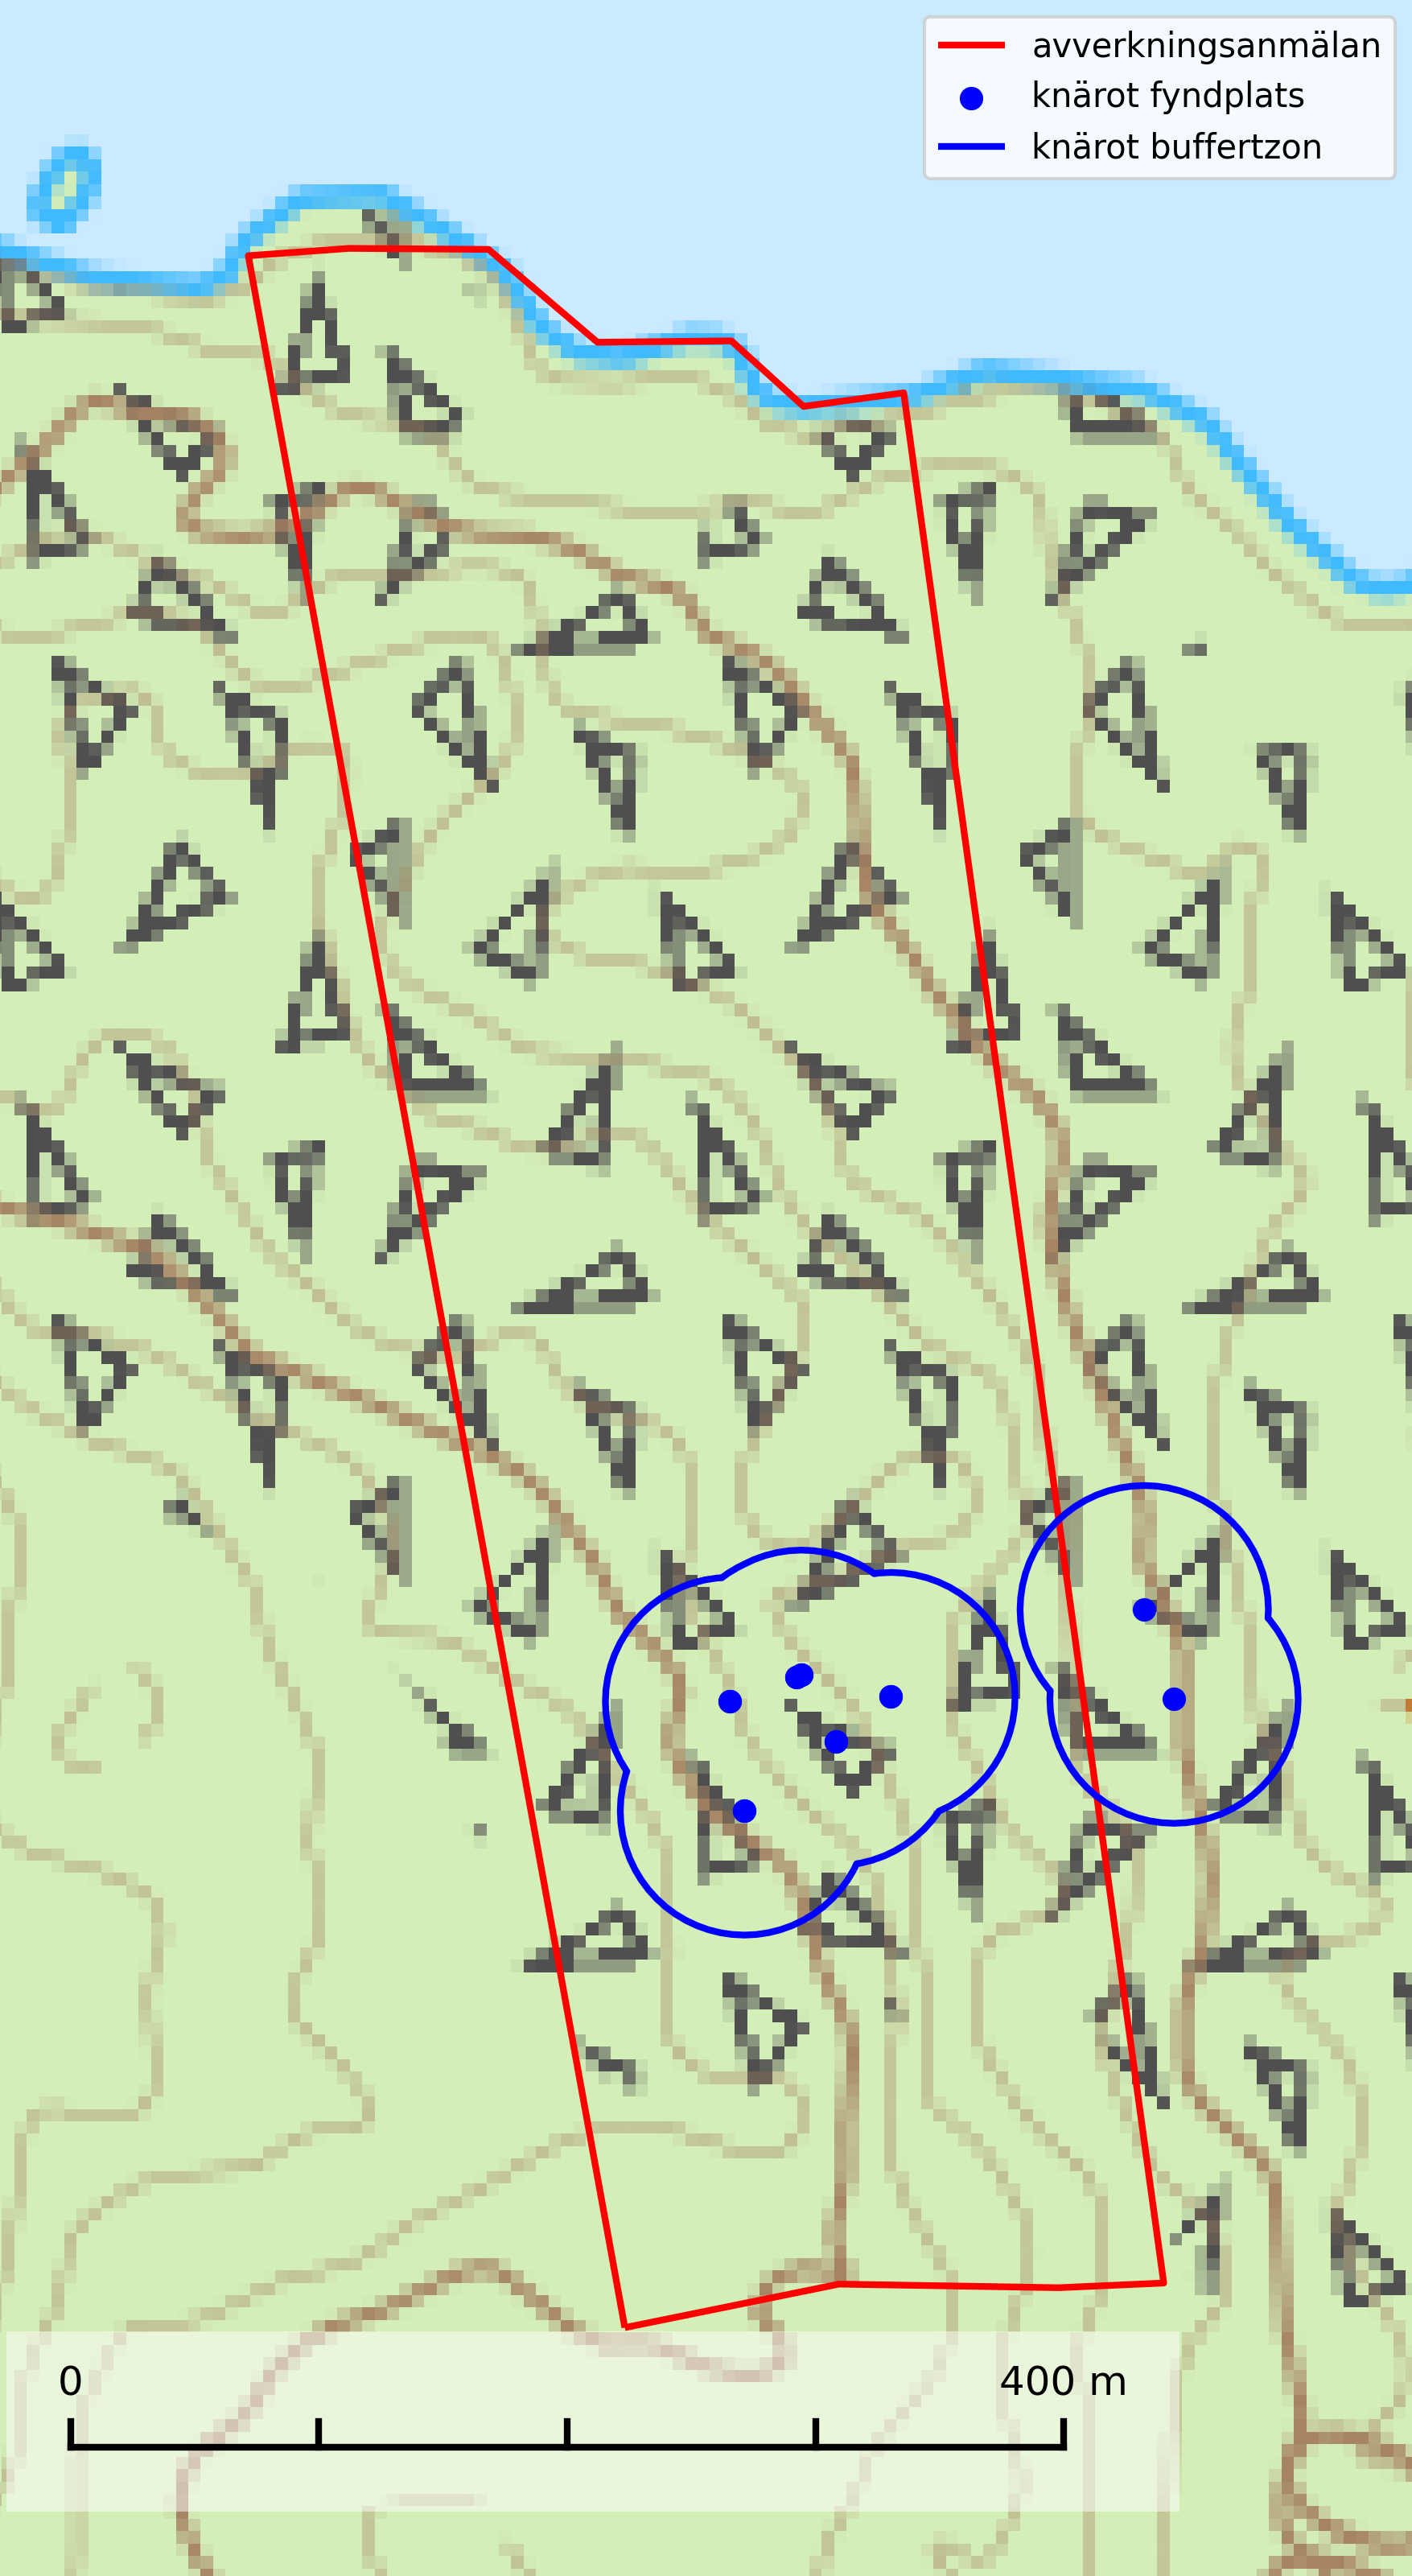 avverkningsanmälan
knärot fyndplats
knärot buffertzon
0 400 m